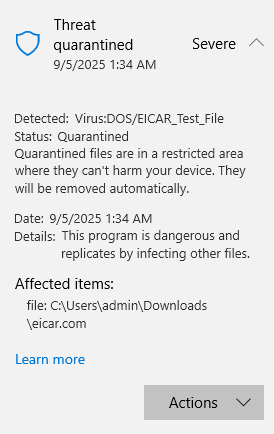 Threat
quarantined
Severe
9/5/2025 1:34 AM
Detected: Virus:DOS/EICAR_Test_File
Status: Quarantined
Quarantined files are in a restricted area
where they can't harm your device. They
will be removed automatically.
Date: 9/5/2025 1:34 AM
Details: This program is dangerous and
replicates by infecting other files.
Affected items:
file: C:\Users\admin\Downloads
\eicar.com
Learn more
Actions